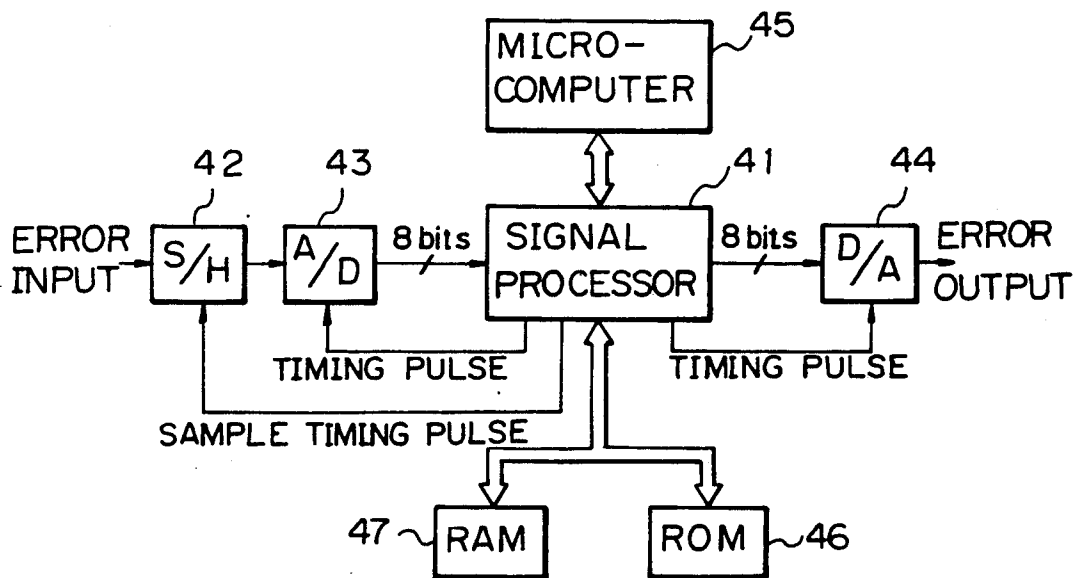 45
MICRO-
COMPUTER
42
43
41
44
ERROR
INPUT
S/H
A/D
8 bits
SIGNAL
PROCESSOR
8 bits
D/A
ERROR
OUTPUT
TIMING PULSE
TIMING PULSE
SAMPLE TIMING PULSE
47
RAM
ROM
46